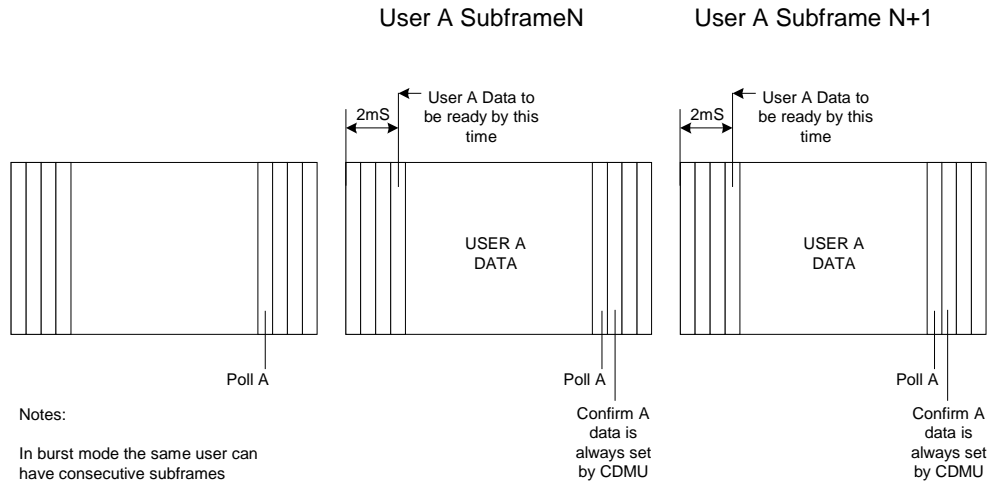 User A SubframeN
User A Subframe N+1
2mS
User A Data to
be ready by this
time
2mS
User A Data to
be ready by this
time
USER A
DATA
USER A
DATA
Poll A
Poll A
Poll A
Confirm A
data is
always set
by CDMU
Confirm A
data is
always set
by CDMU
Notes:
In burst mode the same user can
have consecutive subframes